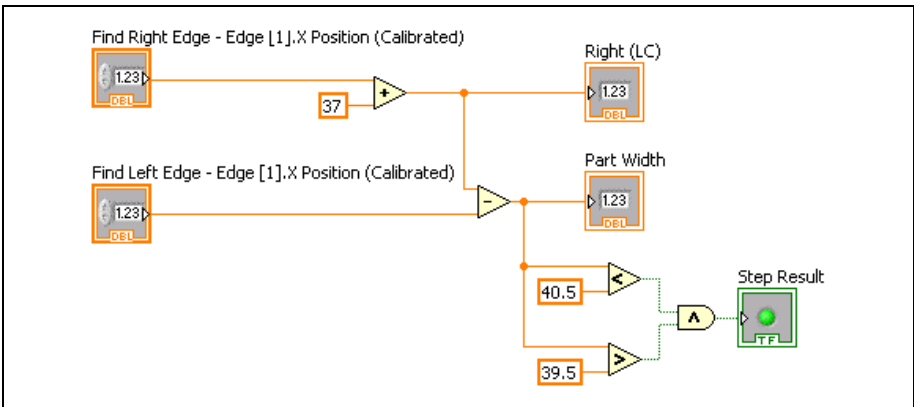 Find Right Edge - Edge [1].X Position (Calibrated)
Right (LC)
1.23
DBL
1.23
DBL
+
37
Find Left Edge - Edge [1].X Position (Calibrated)
Part Width
1.23
DBL
1.23
DBL
-
Step Result
<
40.5
∧
TF
>
39.5